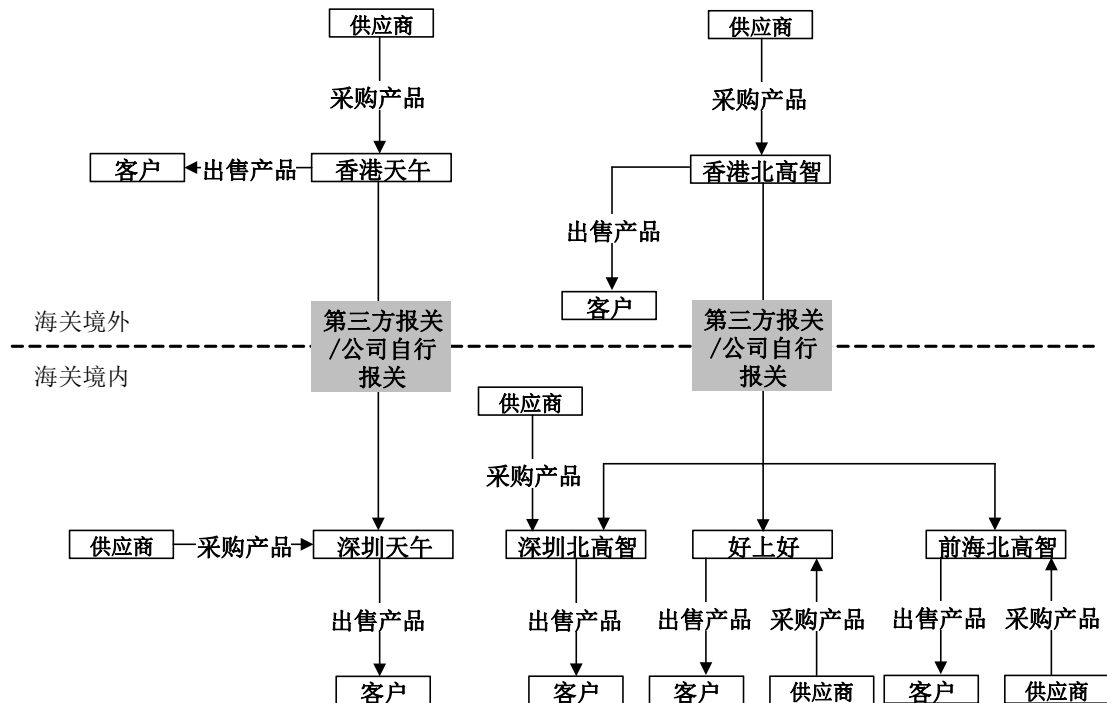 供应商
供应商
采购产品
采购产品
客户
出售产品
香港天午
香港北高智
出售产品
客户
海关境外
第三方报关
/公司自行
报关
第三方报关
/公司自行
报关
海关境内
供应商
采购产品
供应商
采购产品
深圳天午
深圳北高智
好上好
前海北高智
出售产品
出售产品
出售产品
采购产品
出售产品
采购产品
客户
客户
客户
供应商
客户
供应商